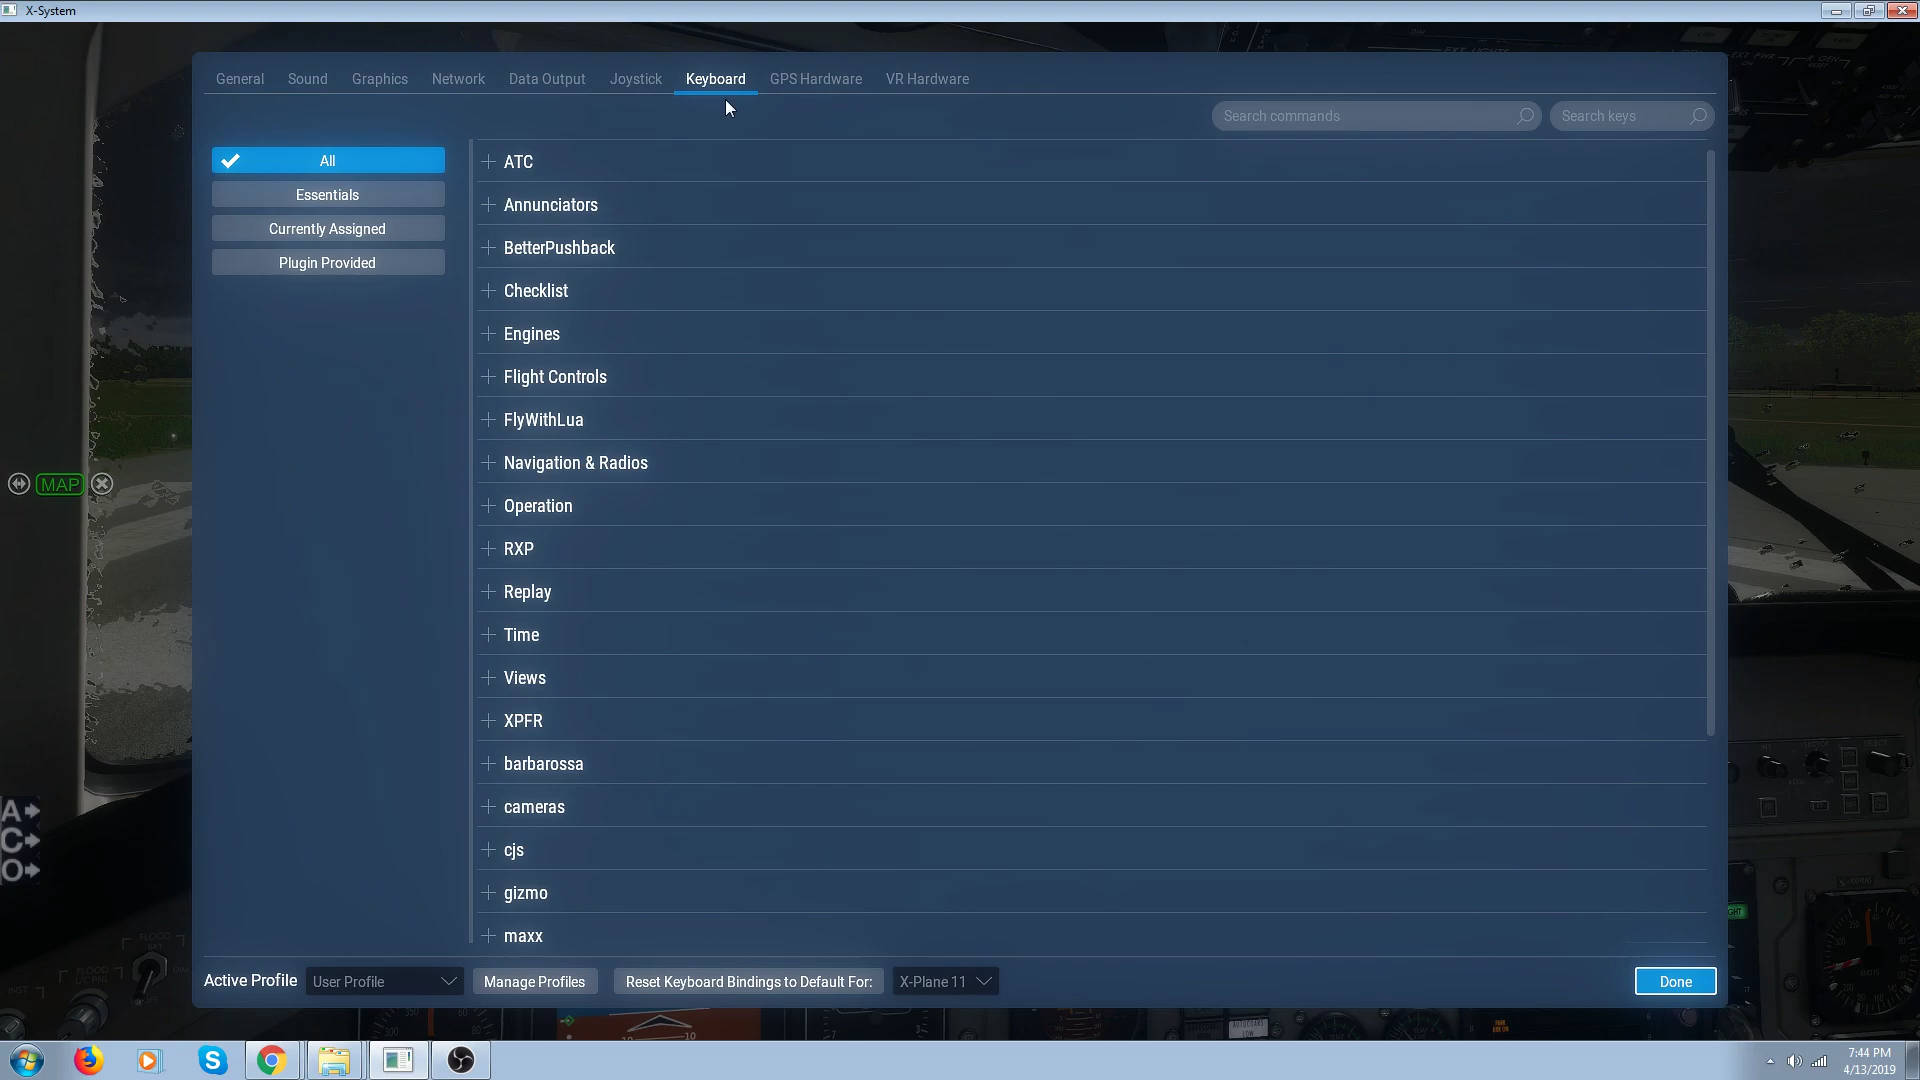 X-System
General Sound Graphics Network Data Output Joystick Keyboard GPS Hardware VR Hardware
Search commands Search keys
All
Essentials
Currently Assigned
Plugin Provided
ATC
Annunciators
BetterPushback
Checklist
Engines
Flight Controls
FlyWithLua
Navigation & Radios
Operation
RXP
Replay
Time
Views
XPFR
barbarossa
cameras
cjs
gizmo
maxx
MAP
A
C
O
Active Profile User Profile Manage Profiles Reset Keyboard Bindings to Default For: X-Plane 11 Done
7:44 PM
4/13/2019